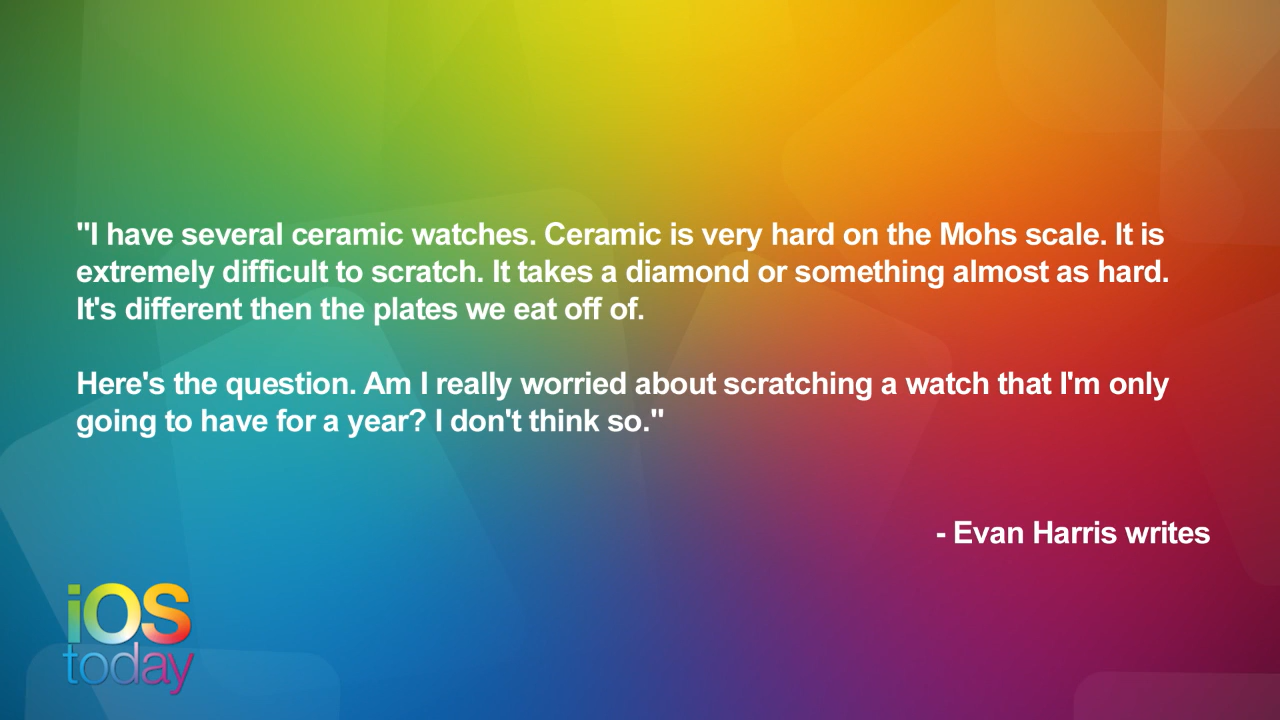 "I have several ceramic watches. Ceramic is very hard on the Mohs scale. It is
extremely difficult to scratch. It takes a diamond or something almost as hard.
It's different then the plates we eat off of.
Here's the question. Am I really worried about scratching a watch that I'm only
going to have for a year? I don't think so."
- Evan Harris writes
iOS
today